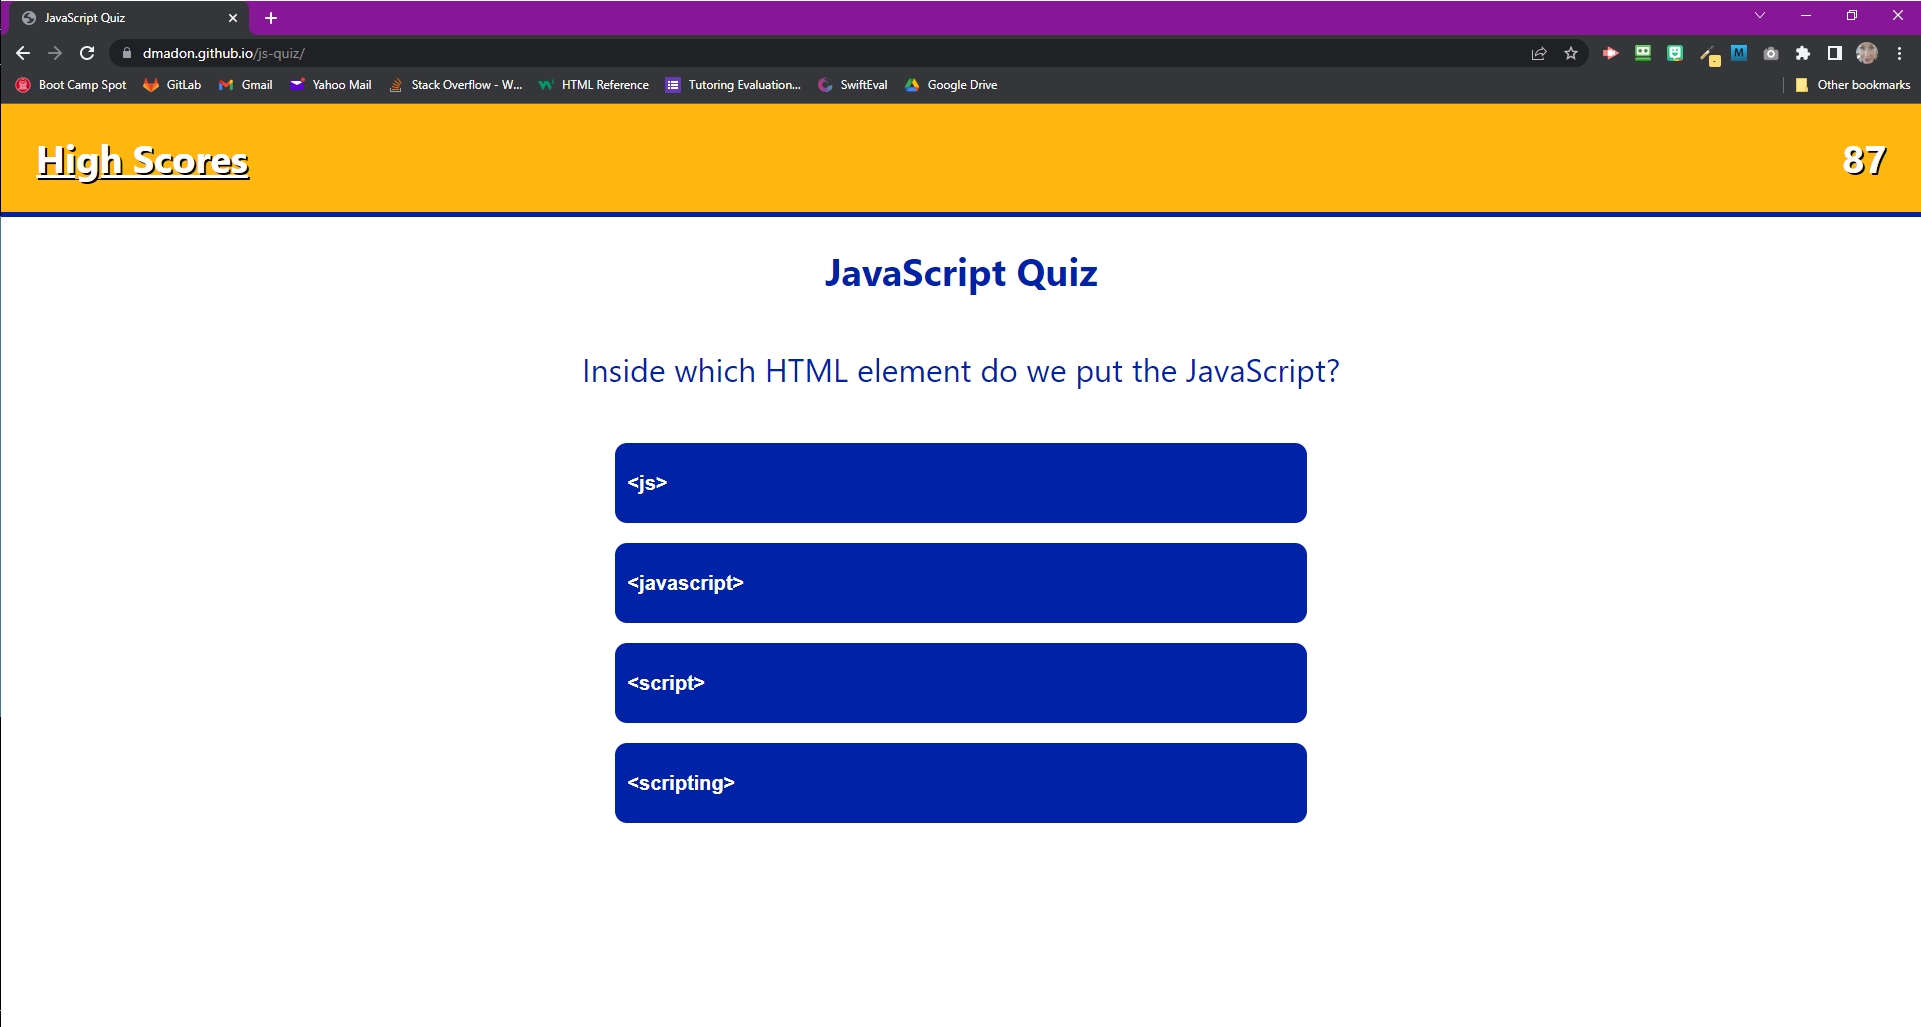 JavaScript Quiz
dmadon.github.io/js-quiz/
Boot Camp Spot GitLab Gmail Yahoo Mail Stack Overflow - W... HTML Reference Tutoring Evaluation... SwiftEval Google Drive Other bookmarks
High Scores 87
JavaScript Quiz
Inside which HTML element do we put the JavaScript?
<js>
<javascript>
<script>
<scripting>